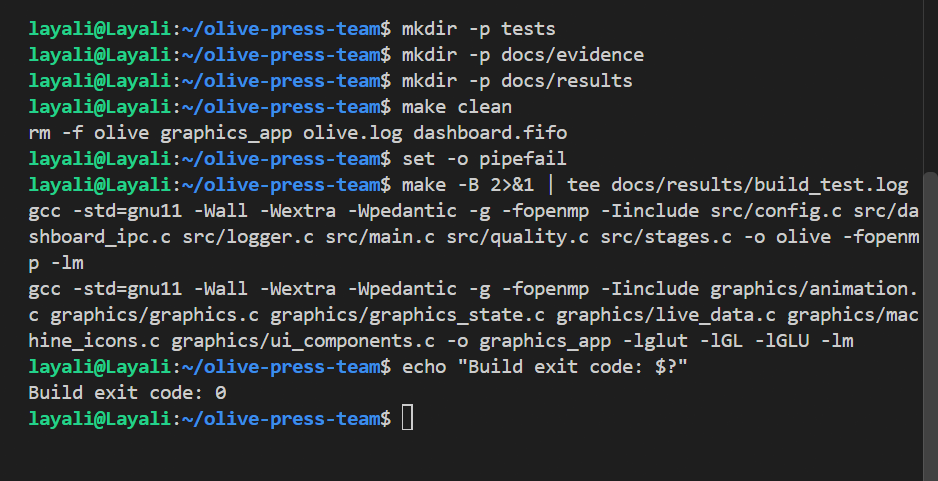 layali@Layali:~/olive-press-team$ mkdir -p tests
layali@Layali:~/olive-press-team$ mkdir -p docs/evidence
layali@Layali:~/olive-press-team$ mkdir -p docs/results
layali@Layali:~/olive-press-team$ make clean
rm -f olive graphics_app olive.log dashboard.fifo
layali@Layali:~/olive-press-team$ set -o pipefail
layali@Layali:~/olive-press-team$ make -B 2>&1 | tee docs/results/build_test.log
gcc -std=gnu11 -Wall -Wextra -Wpedantic -g -fopenmp -Iinclude src/config.c src/da
shboard_ipc.c src/logger.c src/main.c src/quality.c src/stages.c -o olive -fopenm
p -lm
gcc -std=gnu11 -Wall -Wextra -Wpedantic -g -fopenmp -Iinclude graphics/animation.
c graphics/graphics.c graphics/graphics_state.c graphics/live_data.c graphics/mac
hine_icons.c graphics/ui_components.c -o graphics_app -lglut -lGL -lGLU -lm
layali@Layali:~/olive-press-team$ echo "Build exit code: $?"
Build exit code: 0
layali@Layali:~/olive-press-team$